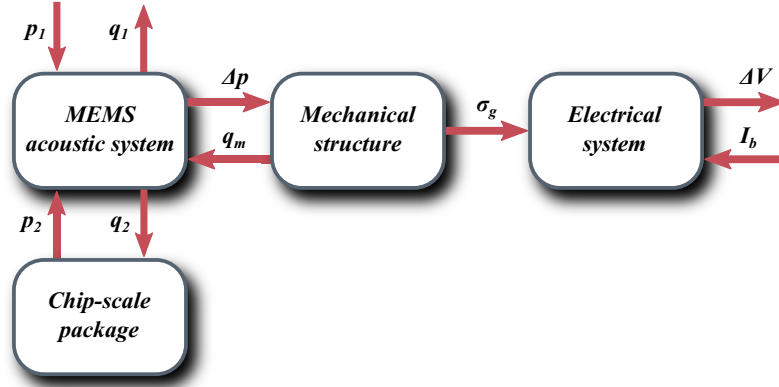 p1 q1
MEMS
acoustic system
Δp
qm
Mechanical
structure
σg
Electrical
system
ΔV
Ib
p2 q2
Chip-scale
package